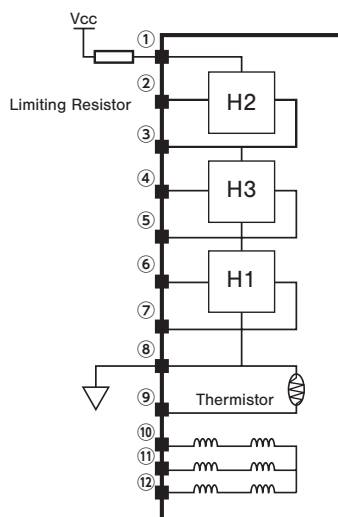 Vcc
①
②
Limiting Resistor
H2
③
④
H3
⑤
⑥
H1
⑦
⑧
⑨
Thermistor
⑩
⑪
⑫